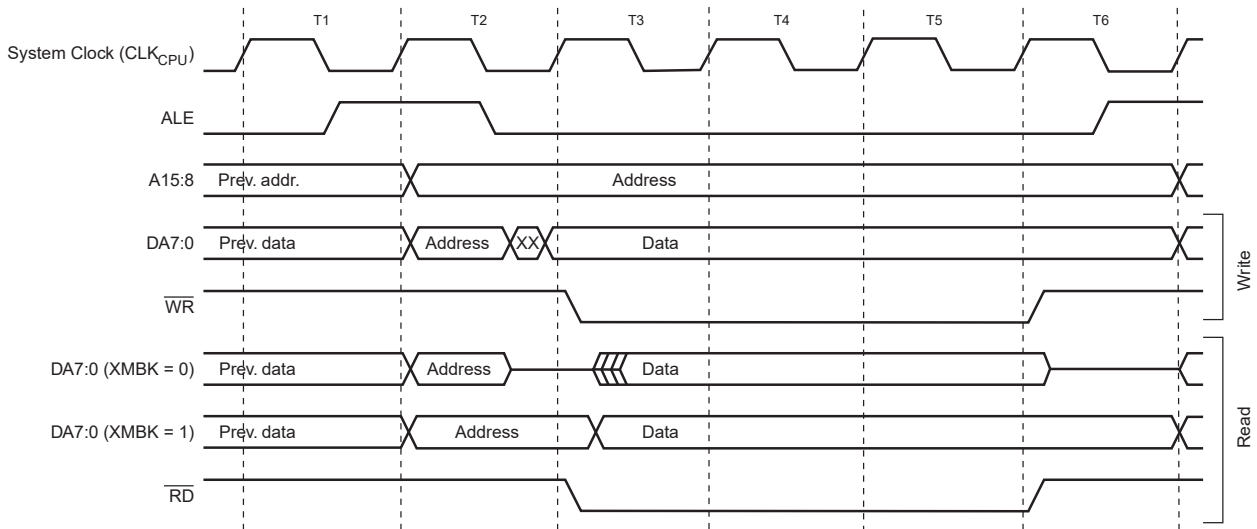 T1 T2 T3 T4 T5 T6
System Clock (CLKCPU)
ALE
A15:8 Prev. addr. Address
DA7:0 Prev. data Address XX Data
WR
Write
DA7:0 (XMBK = 0) Prev. data Address Data
DA7:0 (XMBK = 1) Prev. data Address Data
RD
Read